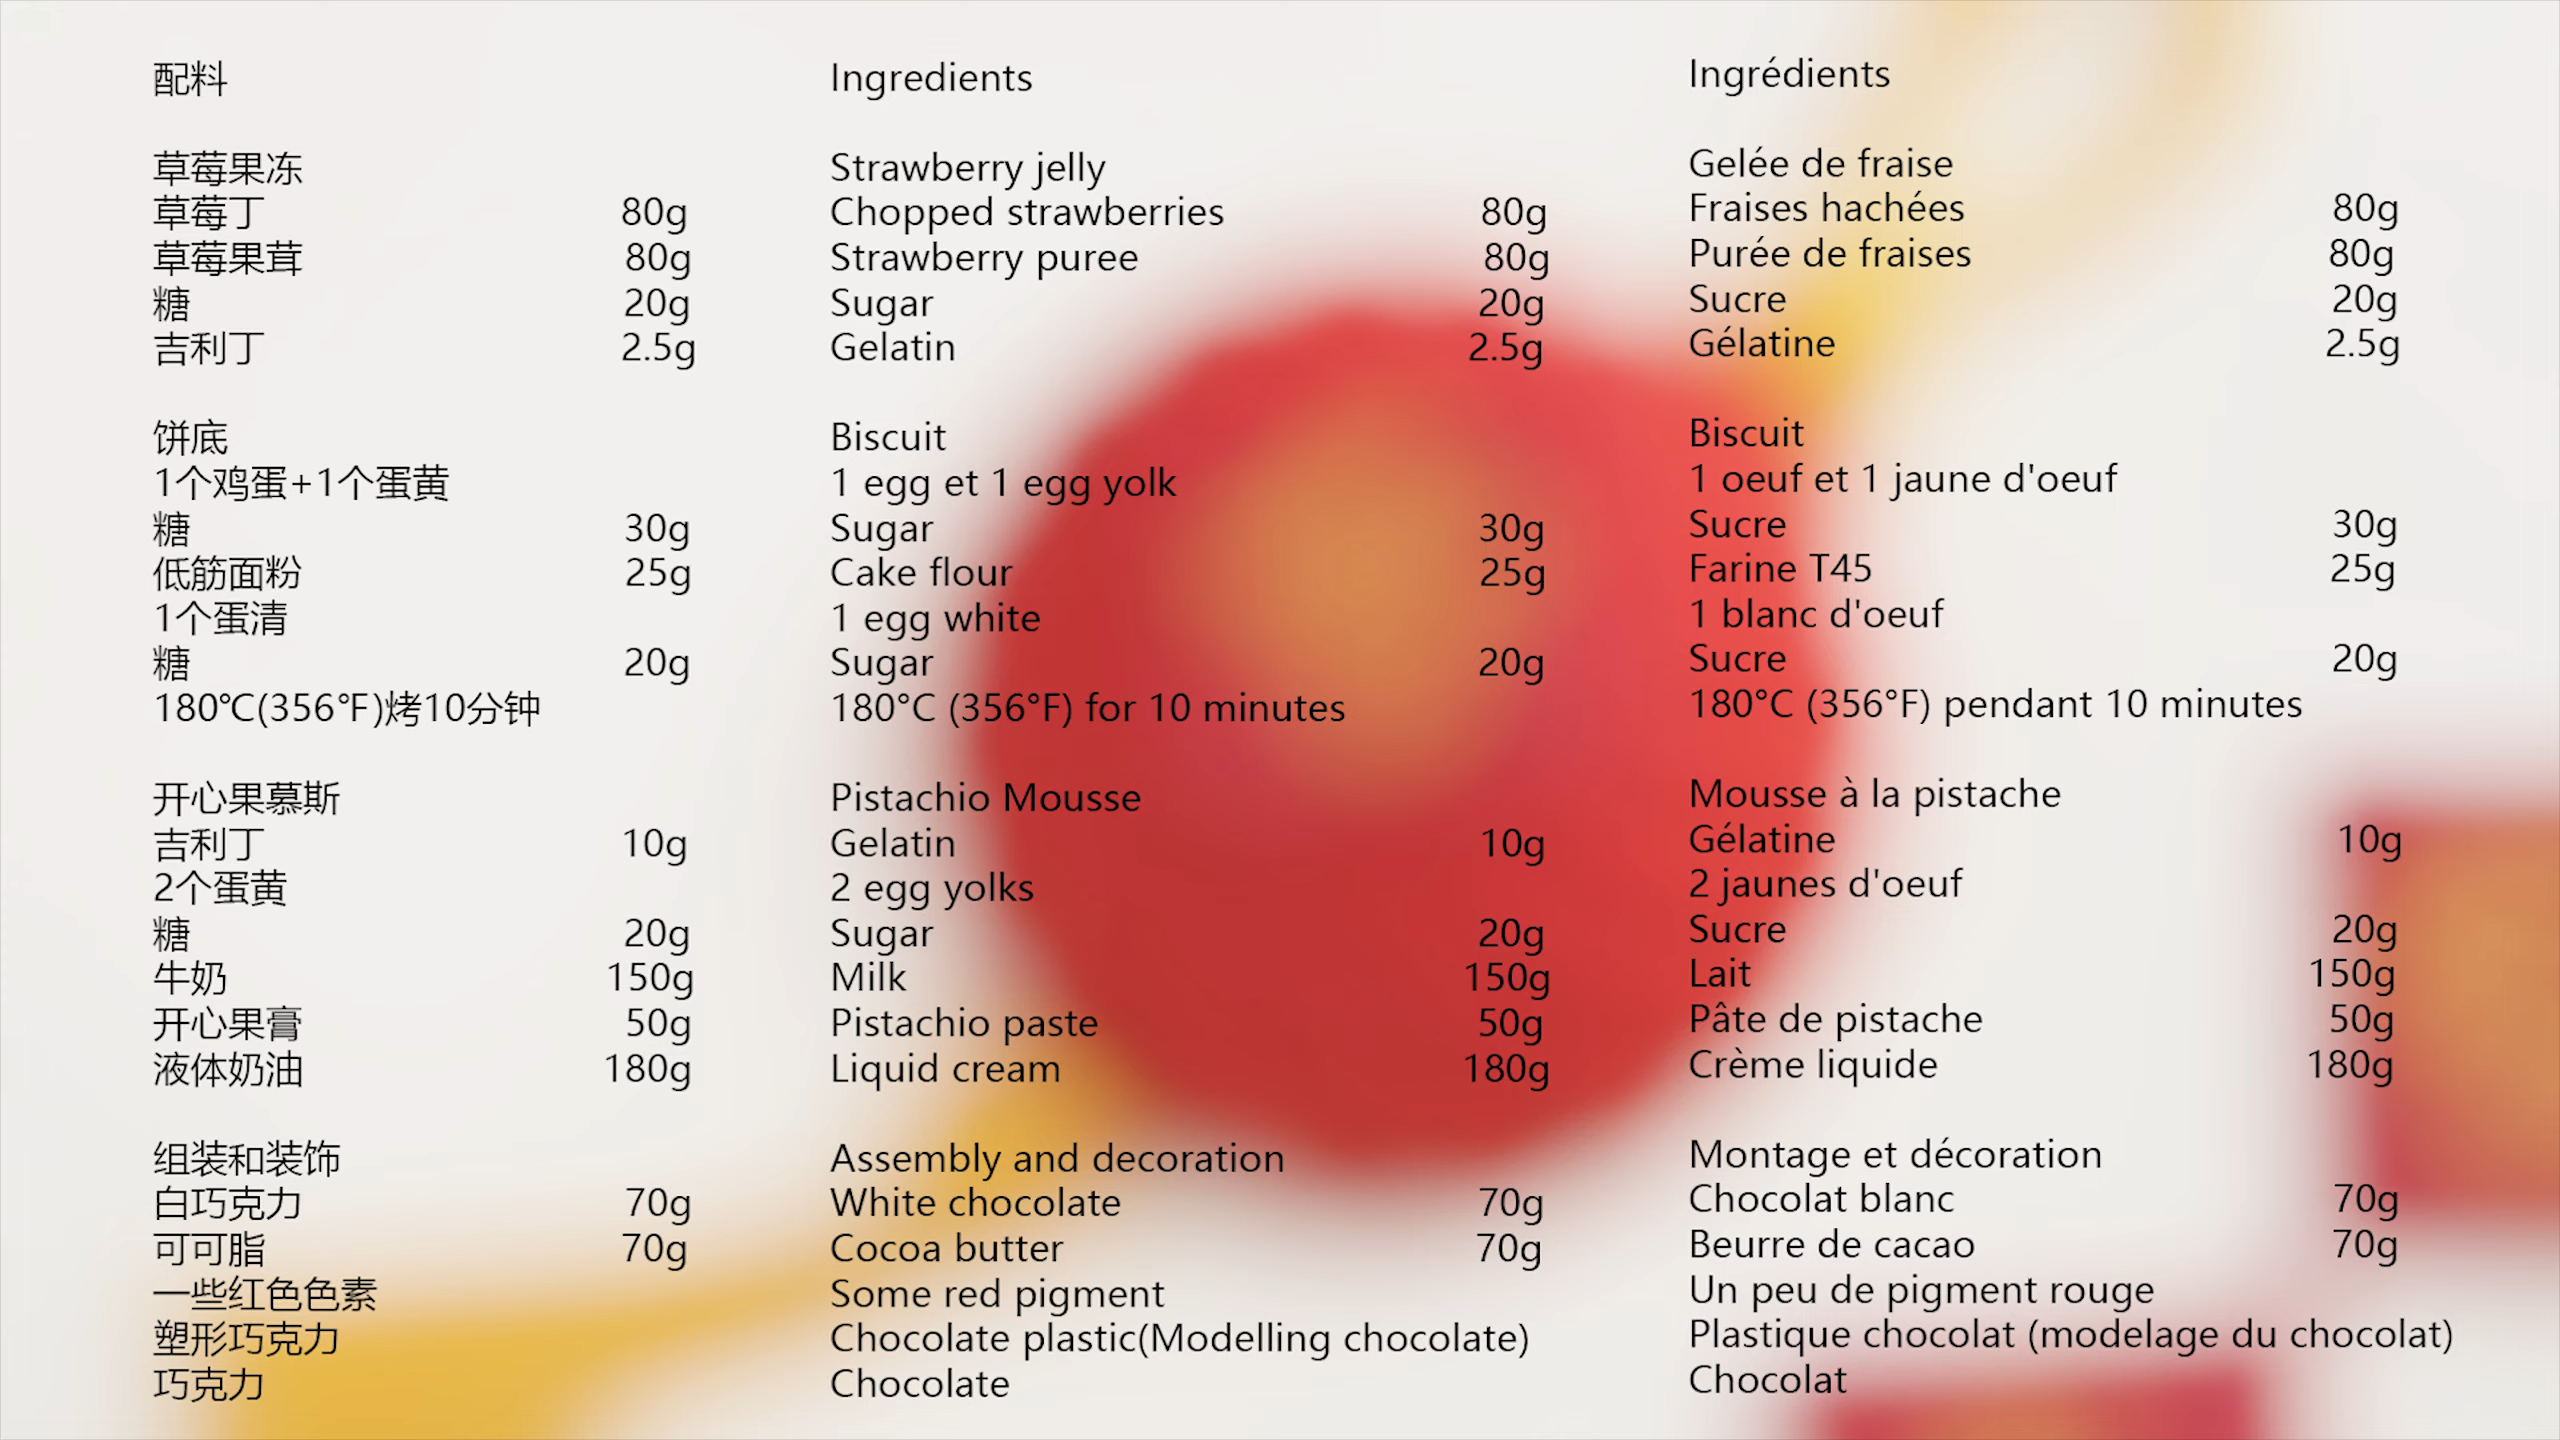 配料
草莓果冻
草莓丁 80g
草莓果茸 80g
糖 20g
吉利丁 2.5g
饼底
1个鸡蛋+1个蛋黄
糖 30g
低筋面粉 25g
1个蛋清
糖 20g
180℃(356℉)烤10分钟
开心果慕斯
吉利丁 10g
2个蛋黄
糖 20g
牛奶 150g
开心果膏 50g
液体奶油 180g
组装和装饰
白巧克力 70g
可可脂 70g
一些红色色素
塑形巧克力
巧克力
Ingredients
Strawberry jelly
Chopped strawberries 80g
Strawberry puree 80g
Sugar 20g
Gelatin 2.5g
Biscuit
1 egg et 1 egg yolk
Sugar 30g
Cake flour 25g
1 egg white
Sugar 20g
180°C (356°F) for 10 minutes
Pistachio Mousse
Gelatin 10g
2 egg yolks
Sugar 20g
Milk 150g
Pistachio paste 50g
Liquid cream 180g
Assembly and decoration
White chocolate 70g
Cocoa butter 70g
Some red pigment
Chocolate plastic(Modelling chocolate)
Chocolate
Ingrédients
Gelée de fraise
Fraises hachées 80g
Purée de fraises 80g
Sucre 20g
Gélatine 2.5g
Biscuit
1 oeuf et 1 jaune d'oeuf
Sucre 30g
Farine T45 25g
1 blanc d'oeuf
Sucre 20g
180°C (356°F) pendant 10 minutes
Mousse à la pistache
Gélatine 10g
2 jaunes d'oeuf
Sucre 20g
Lait 150g
Pâte de pistache 50g
Crème liquide 180g
Montage et décoration
Chocolat blanc 70g
Beurre de cacao 70g
Un peu de pigment rouge
Plastique chocolat (modelage du chocolat)
Chocolat